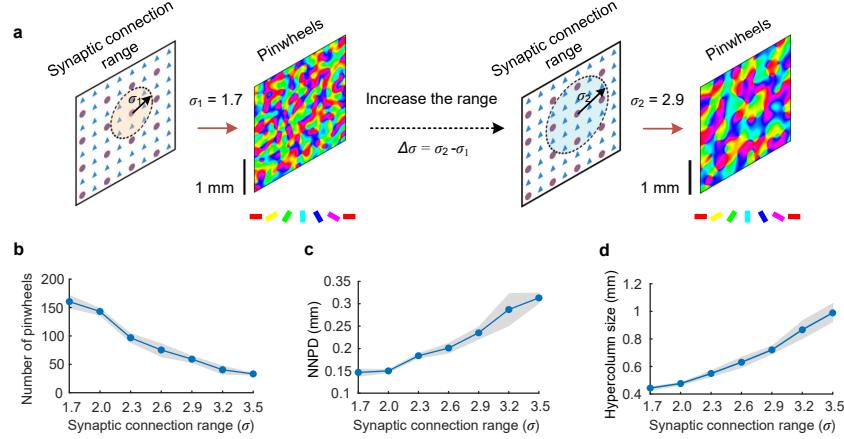 a
Synaptic connection
range
σ₁
σ₁ = 1.7
Pinwheels
1 mm
Increase the range
Δσ = σ₂ -σ₁
Synaptic connection
range
σ₂
σ₂ = 2.9
Pinwheels
1 mm
b
Number of pinwheels
200
150
100
50
0
1.7 2.0 2.3 2.6 2.9 3.2 3.5
Synaptic connection range (σ)
c
NNPD (mm)
0.35
0.3
0.25
0.2
0.15
0.1
1.7 2.0 2.3 2.6 2.9 3.2 3.5
Synaptic connection range (σ)
d
Hypercolumn size (mm)
1.2
1
0.8
0.6
0.4
1.7 2.0 2.3 2.6 2.9 3.2 3.5
Synaptic connection range (σ)